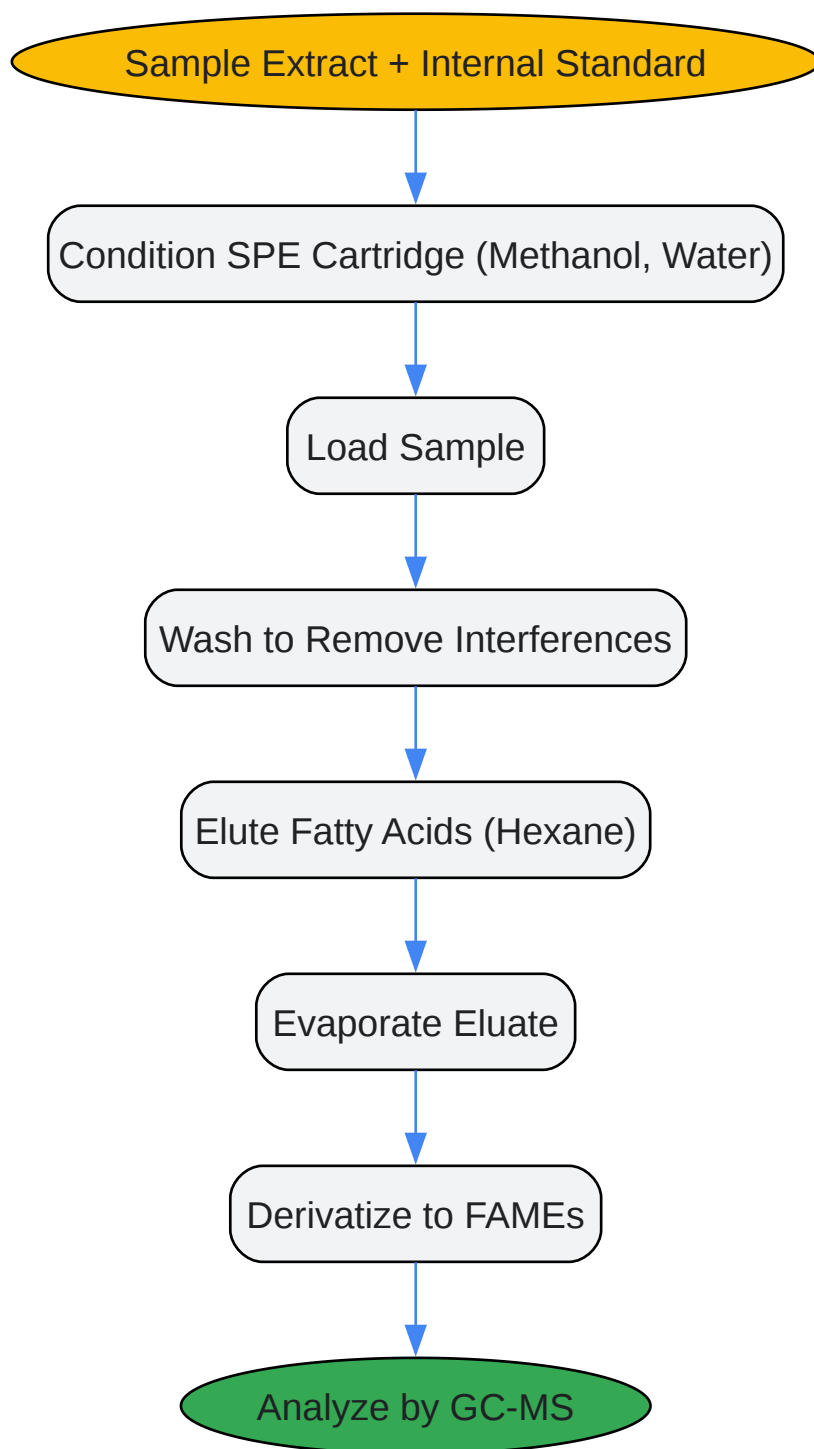 Sample Extract + Internal Standard
Condition SPE Cartridge (Methanol, Water)
Load Sample
Wash to Remove Interferences
Elute Fatty Acids (Hexane)
Evaporate Eluate
Derivatize to FAMEs
Analyze by GC-MS